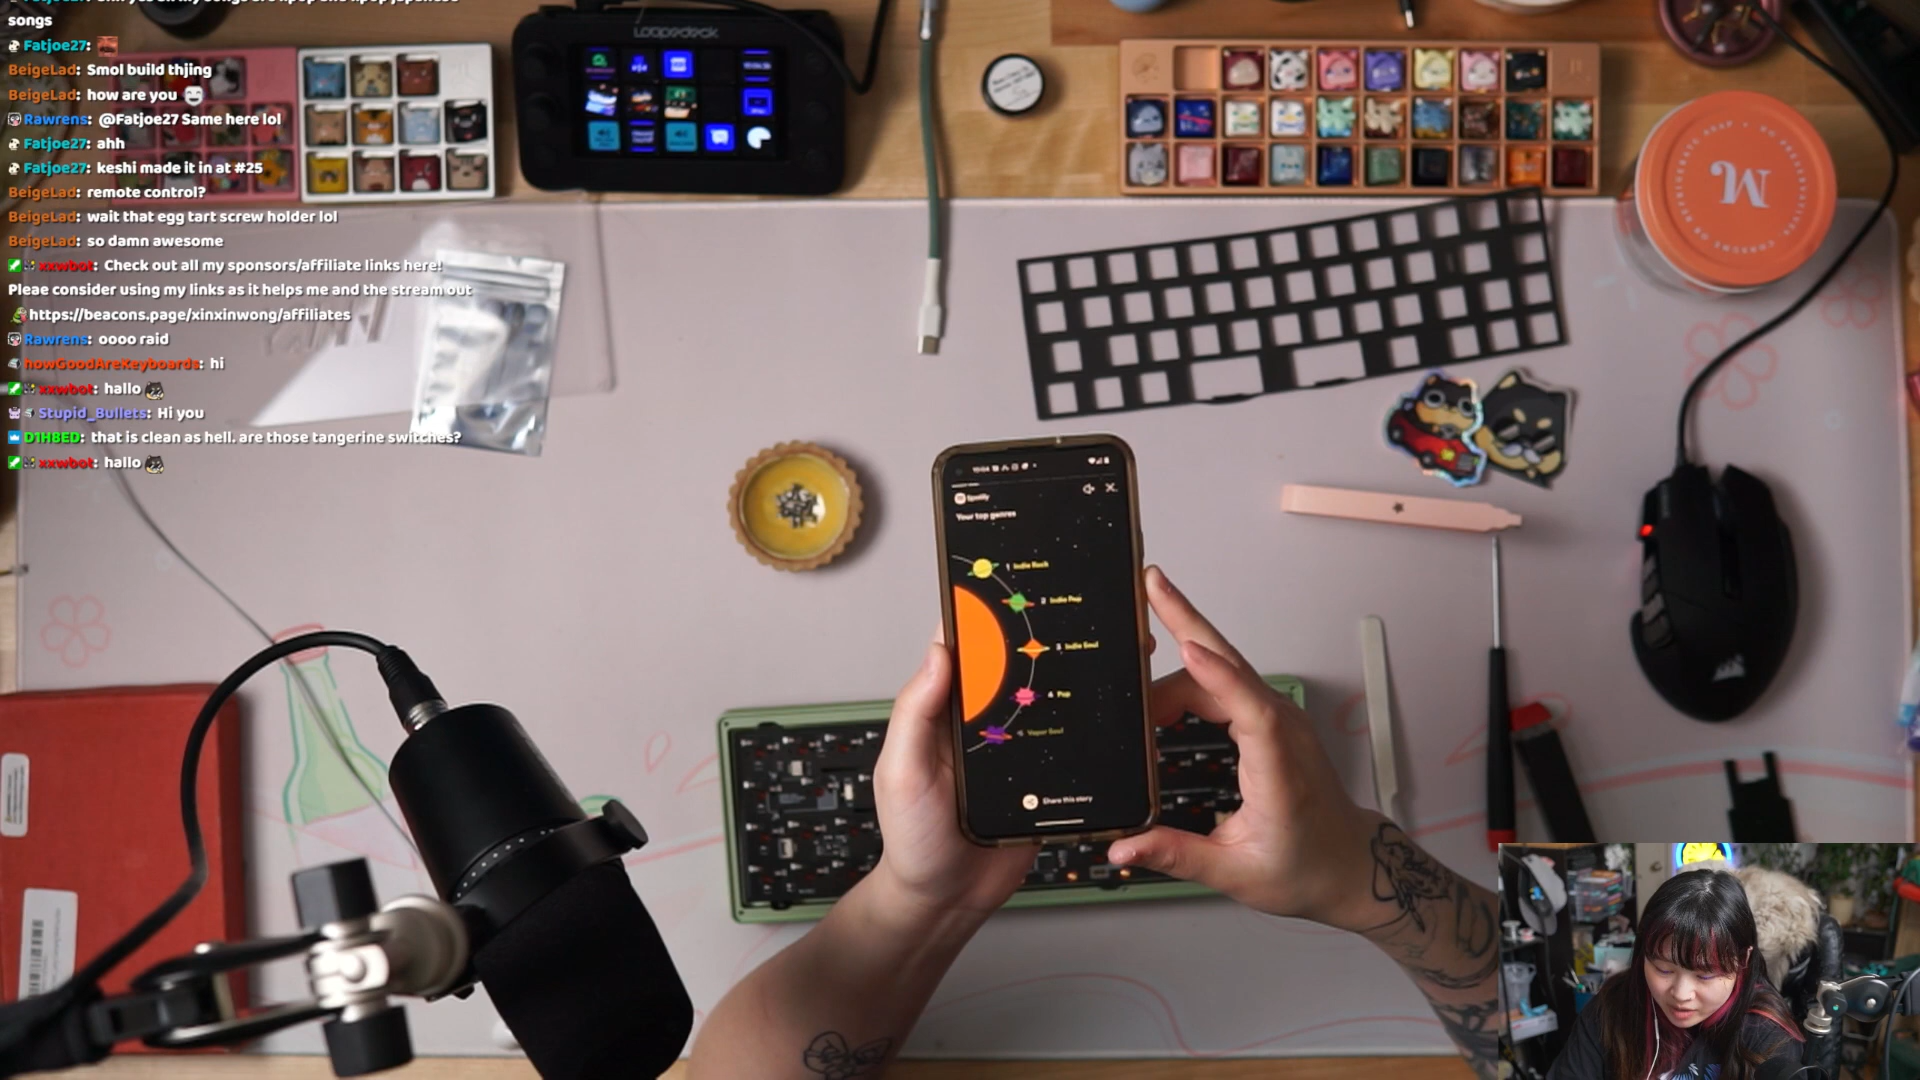 songs
Fatjoe27:
BeigeLad: Smol build thjing
BeigeLad: how are you
Rawrens: @Fatjoe27 Same here lol
Fatjoe27: ahh
Fatjoe27: keshi made it in at #25
BeigeLad: remote control?
BeigeLad: wait that egg tart screw holder lol
BeigeLad: so damn awesome
xxwbot: Check out all my sponsors/affiliate links here!
Pleae consider using my links as it helps me and the stream out
https://beacons.page/xinxinwong/affiliates
Rawrens: oooo raid
howGoodAreKeyboards: hi
xxwbot: hallo
Stupid_Bullets: Hi you
D1H8ED: that is clean as hell. are those tangerine switches?
xxwbot: hallo
Loupedeck
M
Spotify
Your top genres
1 Indie Rock
2 Indie Pop
3 Indie Soul
4 Pop
5 Vapor Soul
Share this story